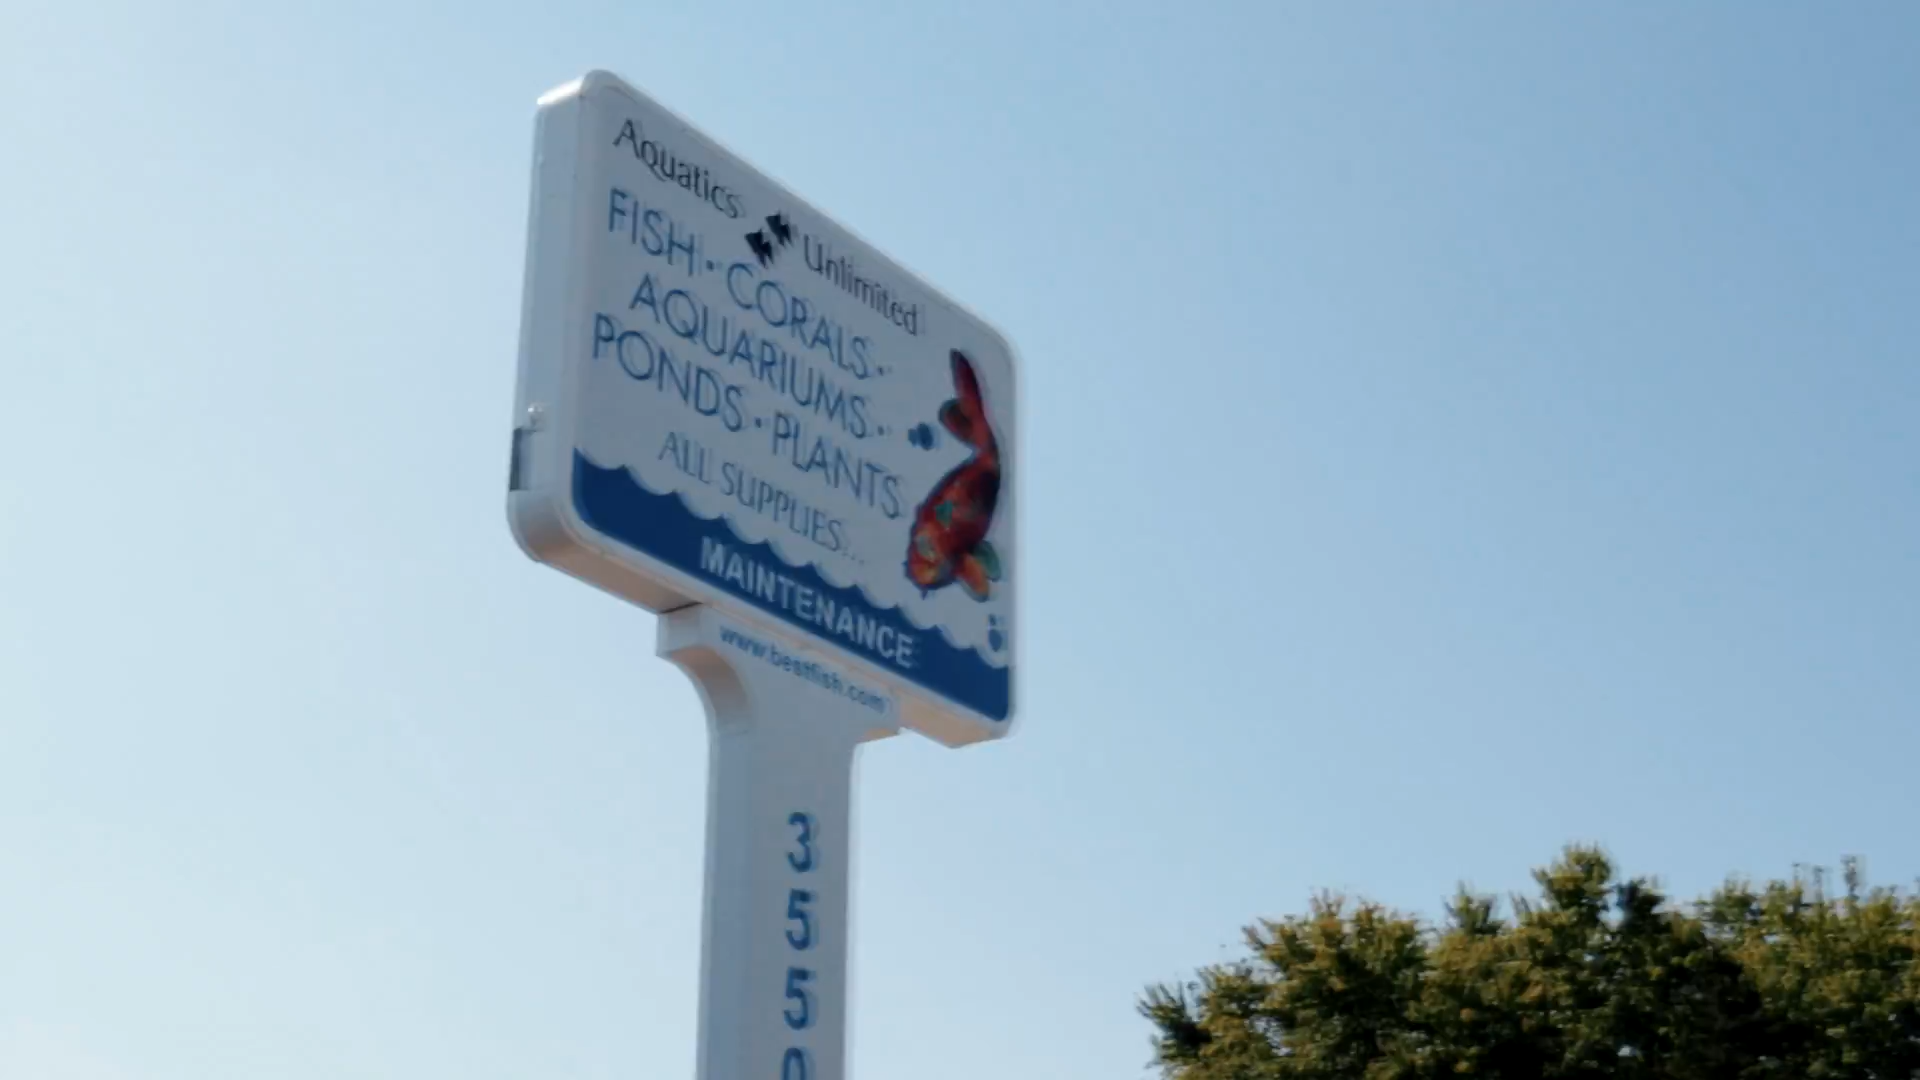 Aquatics Unlimited
FISH · CORALS ·
AQUARIUMS ·
PONDS · PLANTS
ALL SUPPLIES...
MAINTENANCE
www.bestfish.com
3
5
5